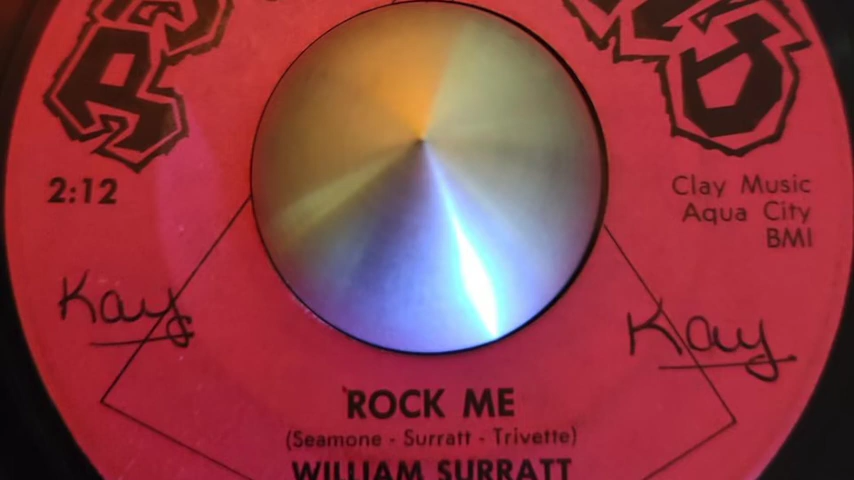 2:12
Clay Music
Aqua City
BMI
Kay
Kay
ROCK ME
(Seamone - Surratt - Trivette)
WILLIAM SURRATT